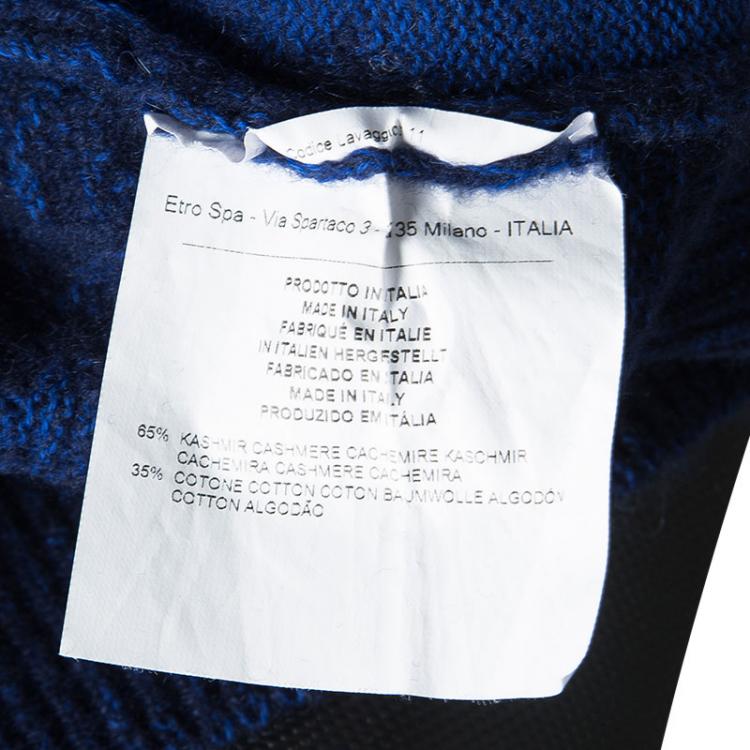 Codice Lavaggio: 11
Etro Spa - Via Spartaco 3 - 135 Milano - ITALIA
PRODOTTO IN ITALIA
MADE IN ITALY
FABRIQUÉ EN ITALIE
IN ITALIEN HERGESTELLT
FABRICADO EN ITALIA
MADE IN ITALY
PRODUZIDO EM ITÁLIA
65% KASHMIR CASHMERE CACHEMIRE KASCHMIR
CACHEMIRA CASHMERE CACHEMIRA
35% COTONE COTTON COTON BAUMWOLLE ALGODÓN
COTTON ALGODÃO